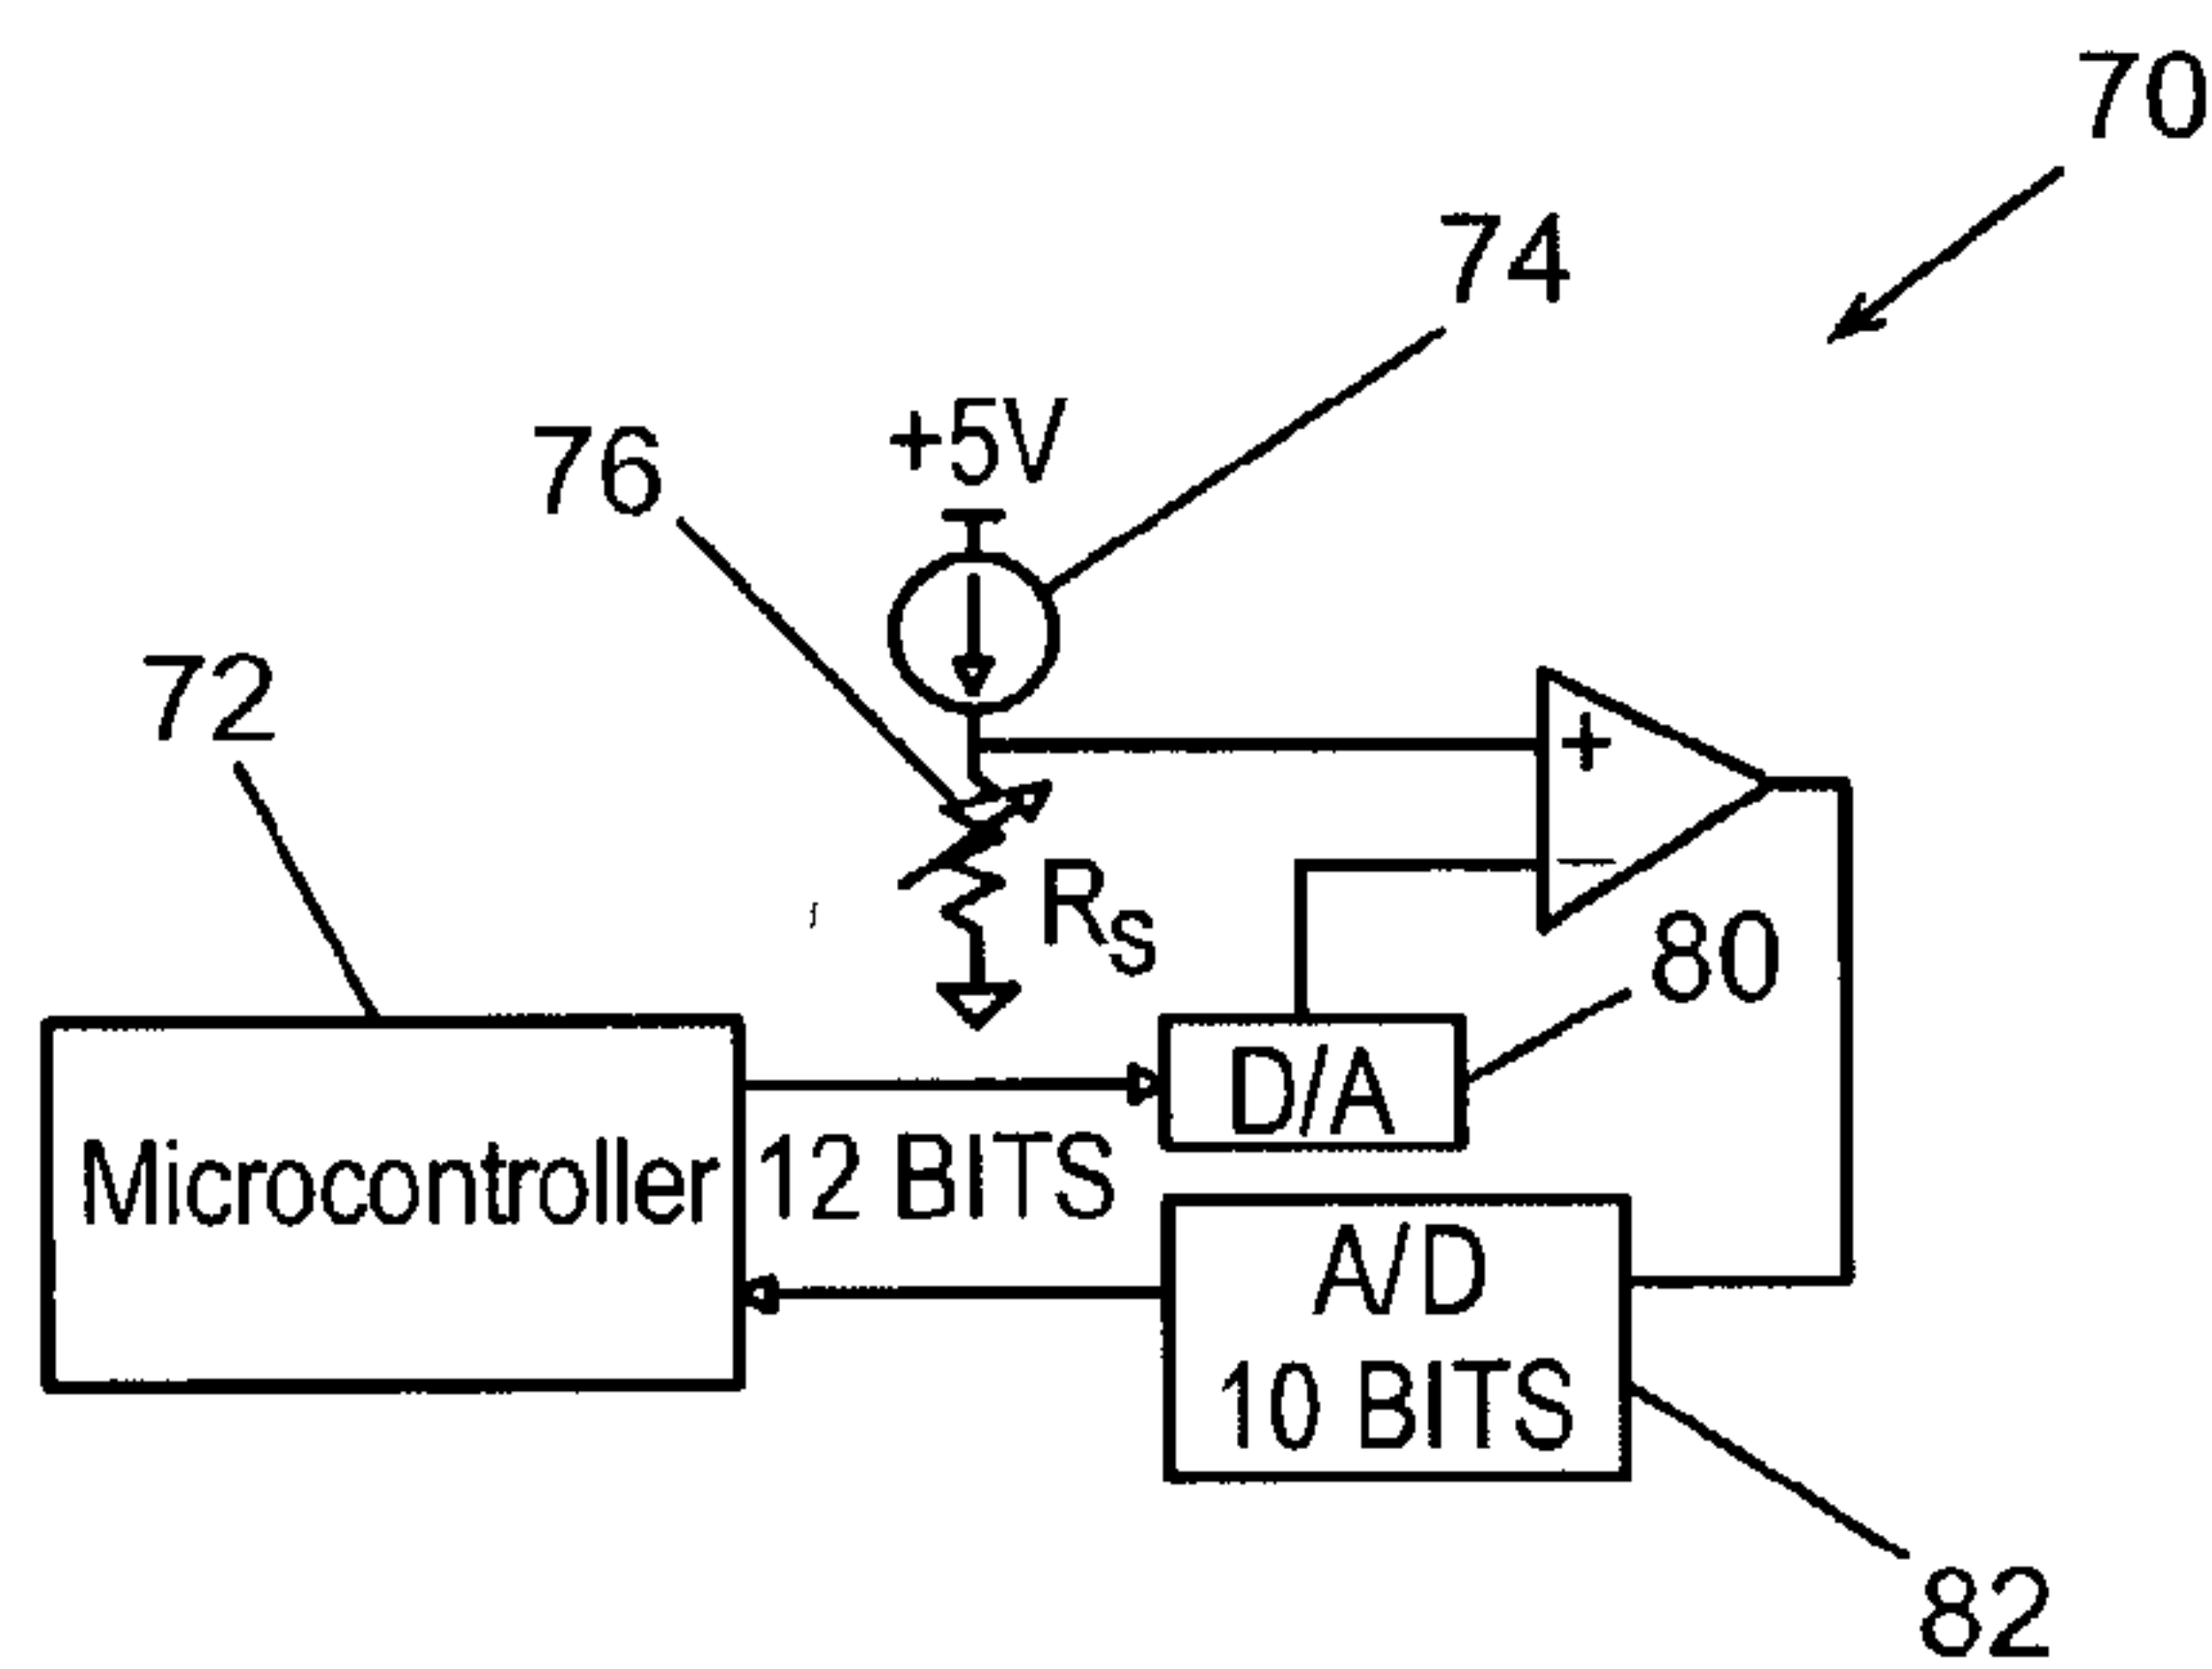 70
74
+5V
76
72
+
−
R_S
80
D/A
Microcontroller
12 BITS
A/D
10 BITS
82